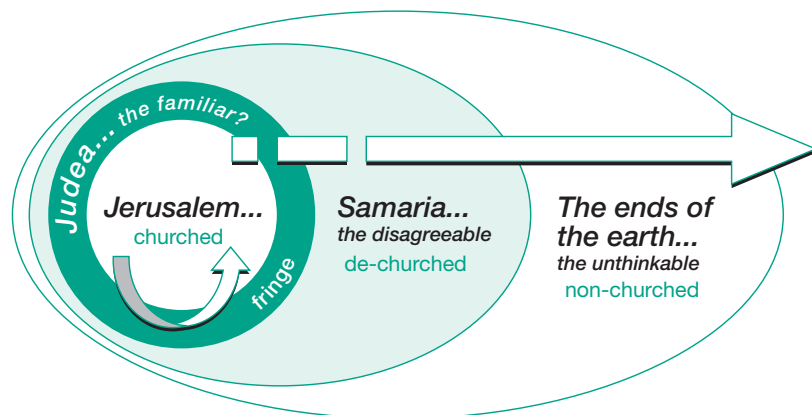 Judea... the familiar?
fringe
Jerusalem...
churched
Samaria...
the disagreeable
de-churched
The ends of
the earth...
the unthinkable
non-churched